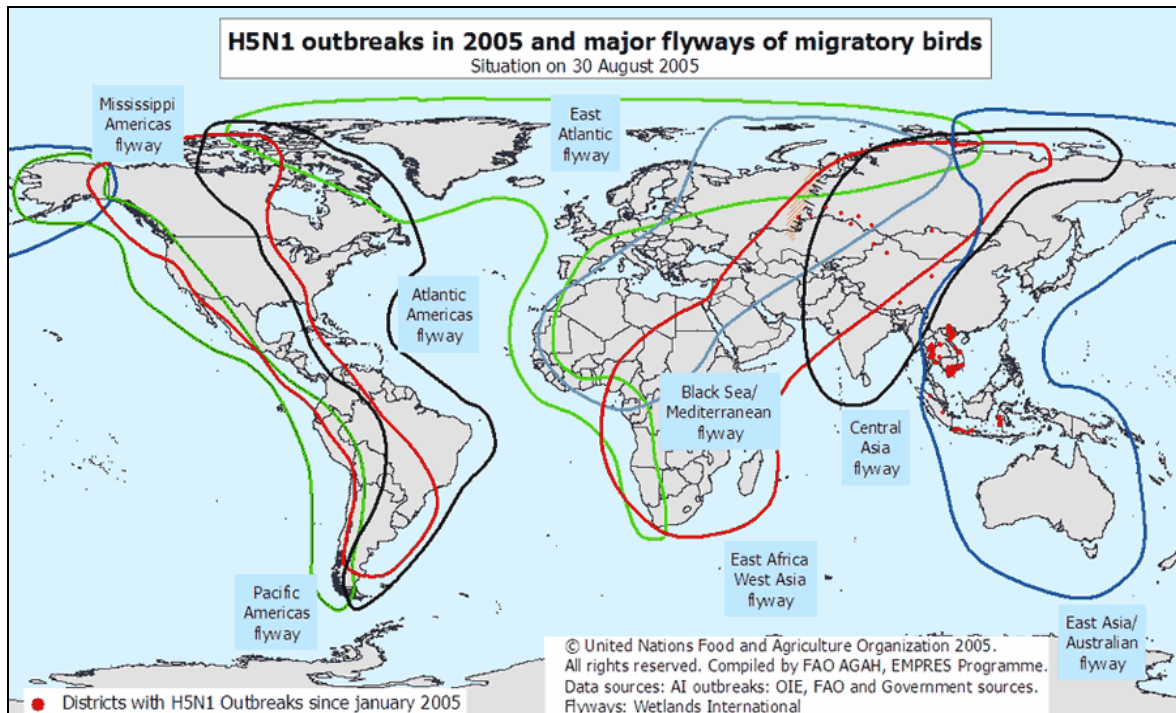 H5N1 outbreaks in 2005 and major flyways of migratory birds
Situation on 30 August 2005
Mississippi
Americas
flyway
East
Atlantic
flyway
Atlantic
Americas
flyway
Black Sea/
Mediterranean
flyway
Central
Asia
flyway
Pacific
Americas
flyway
East Africa
West Asia
flyway
East Asia/
Australian
flyway
© United Nations Food and Agriculture Organization 2005.
All rights reserved. Compiled by FAO AGAH, EMPRES Programme.
Data sources: AI outbreaks: OIE, FAO and Government sources.
Flyways: Wetlands International
Districts with H5N1 Outbreaks since january 2005